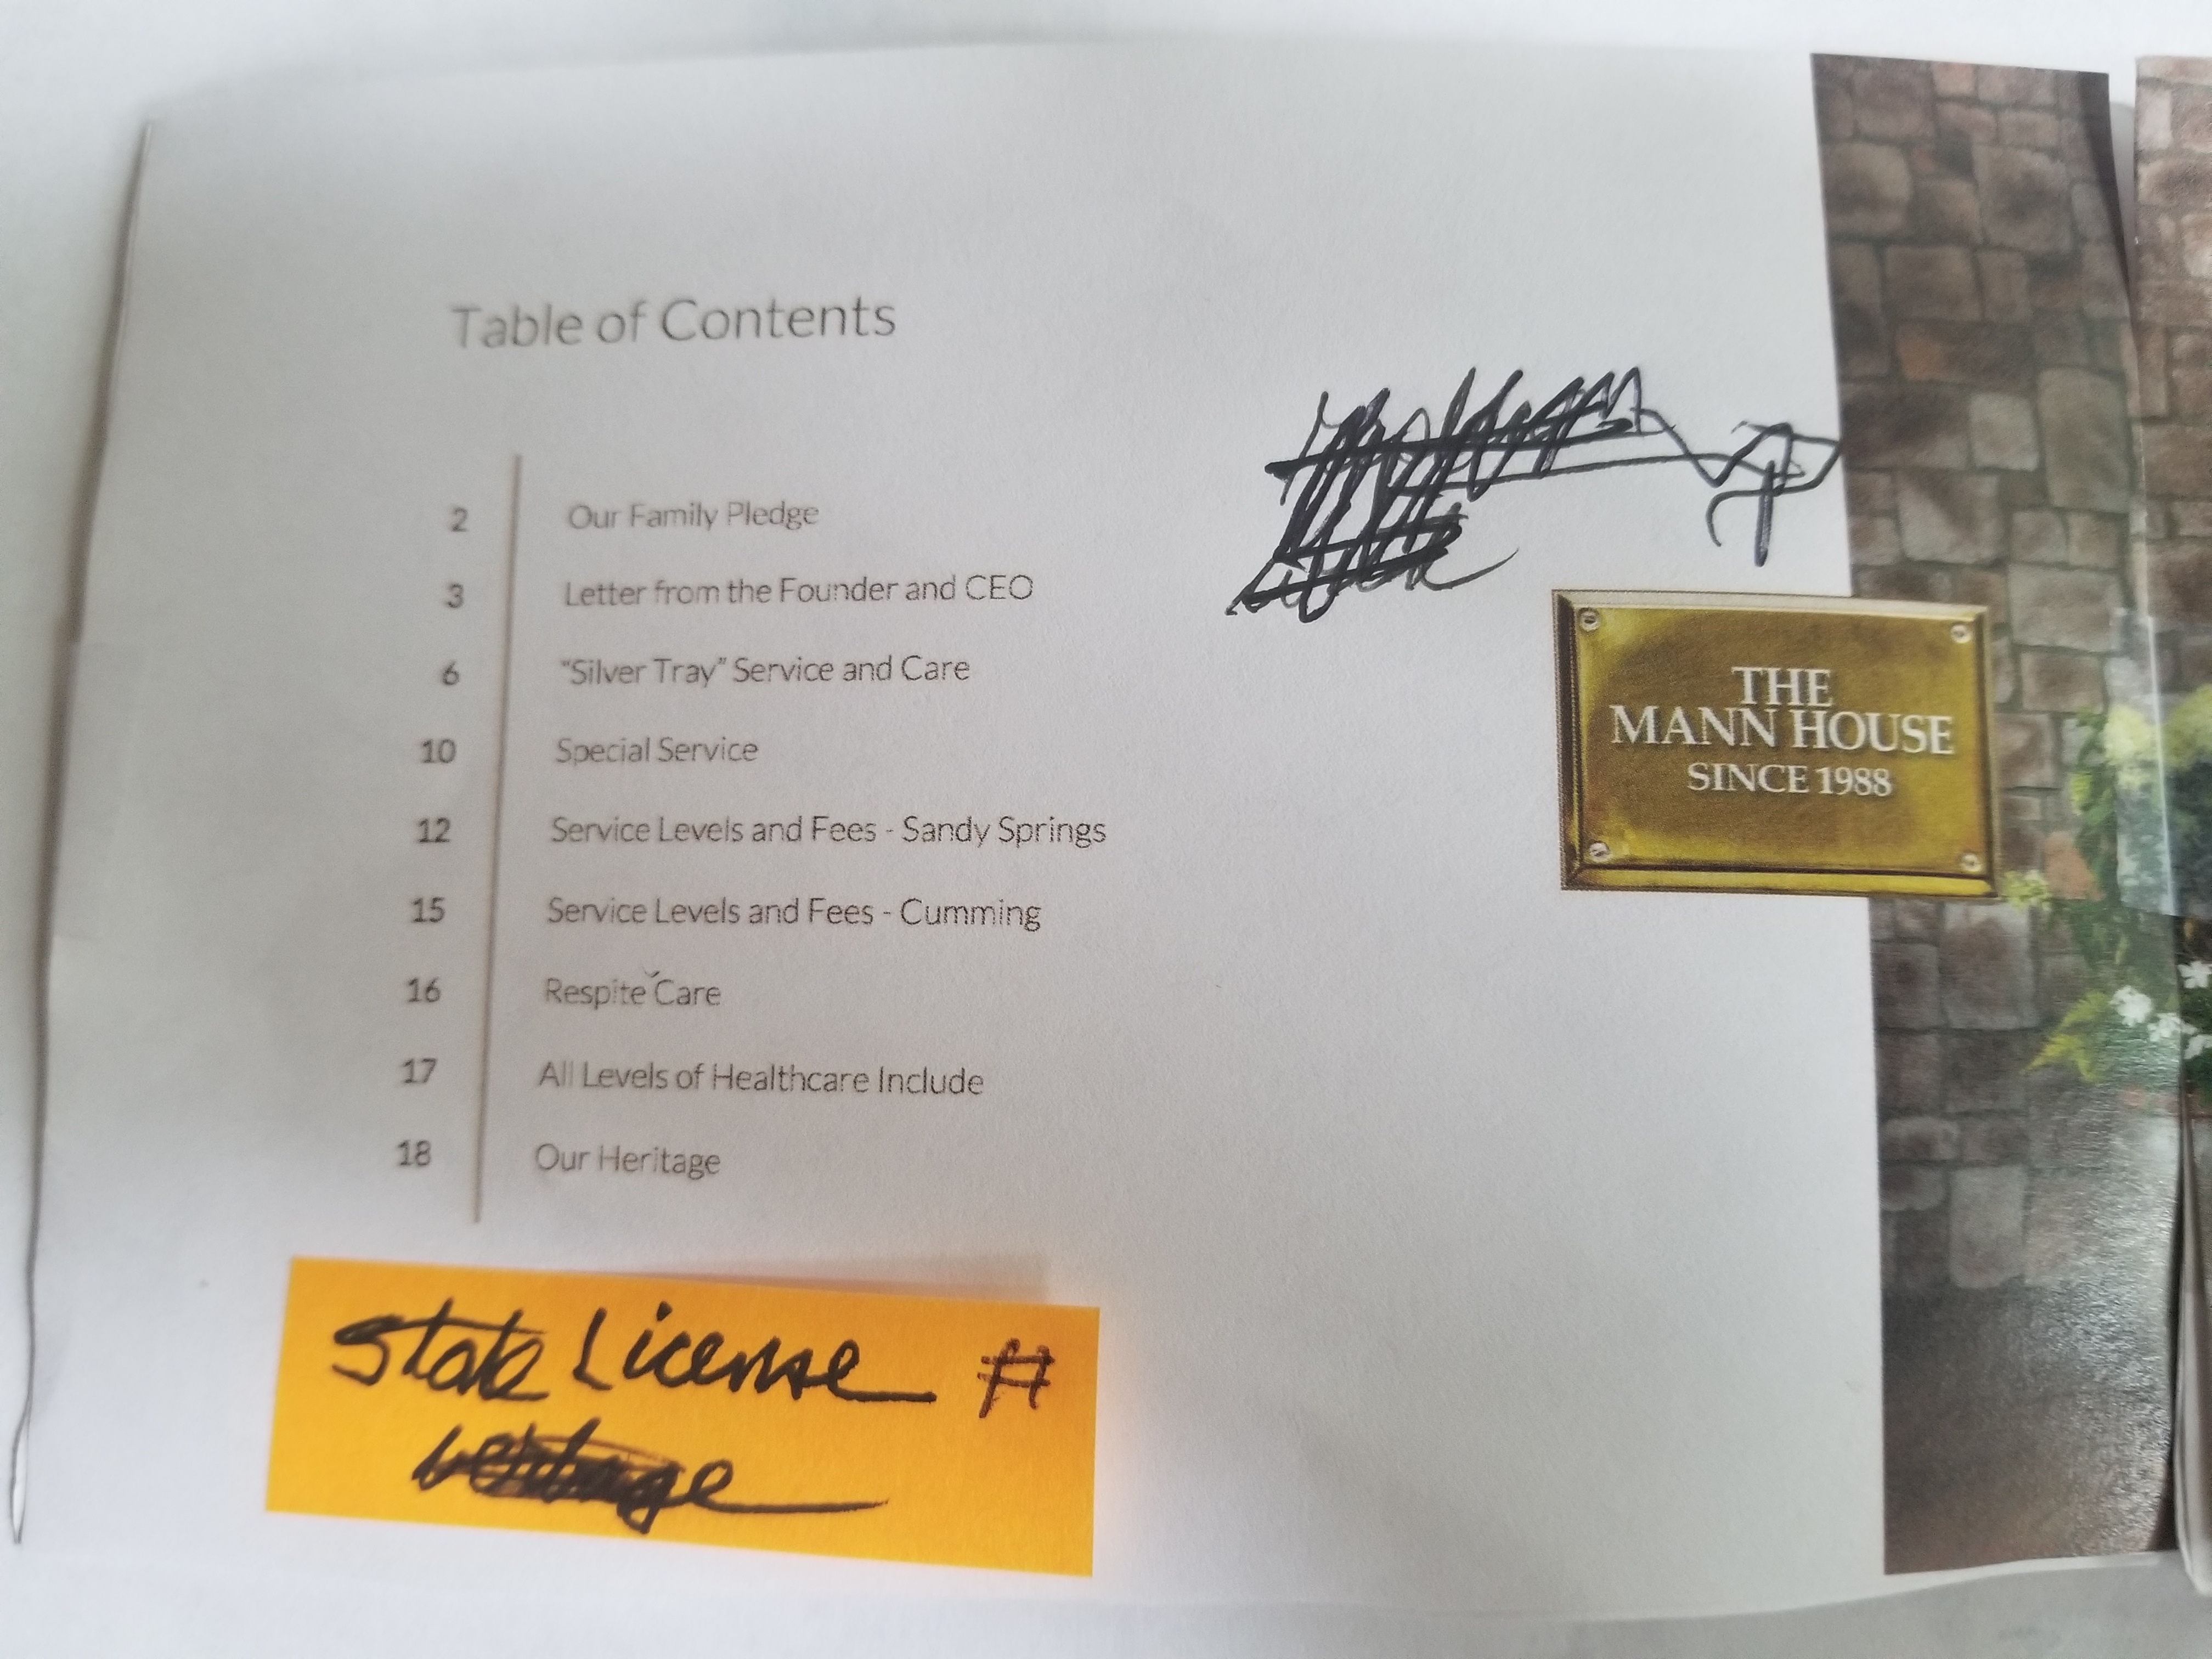 Table of Contents
2 Our Family Pledge
3 Letter from the Founder and CEO
6 "Silver Tray" Service and Care
10 Special Service
12 Service Levels and Fees - Sandy Springs
15 Service Levels and Fees - Cumming
16 Respite Care
17 All Levels of Healthcare Include
18 Our Heritage
THE
MANN HOUSE
SINCE 1988
State License #